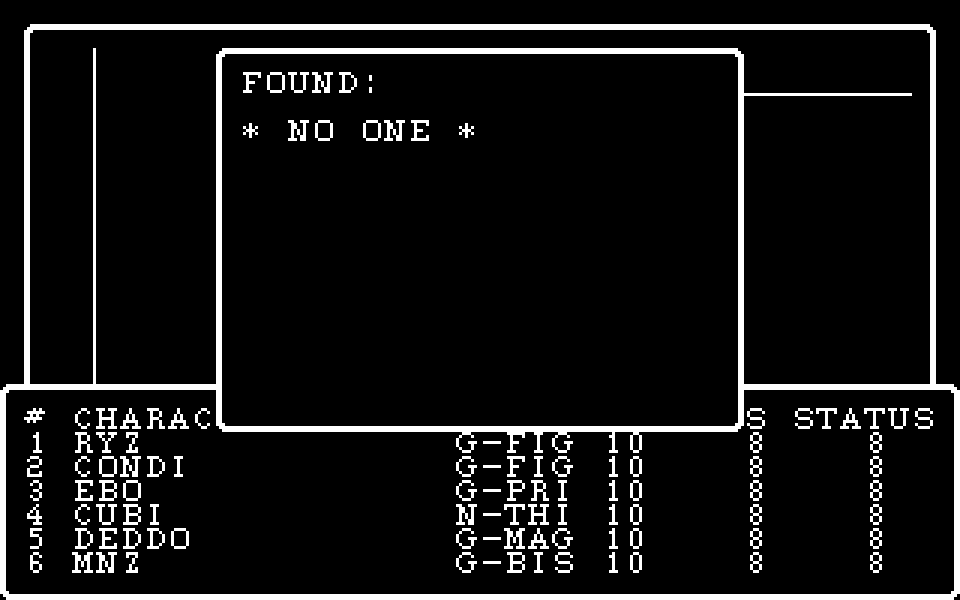 FOUND:
* NO ONE *
# CHARAC S STATUS
1 RYZ G-FIG 10 8 8
2 CONDI G-FIG 10 8 8
3 EBO G-PRI 10 8 8
4 CUBI N-THI 10 8 8
5 DEDDO G-MAG 10 8 8
6 MNZ G-BIS 10 8 8